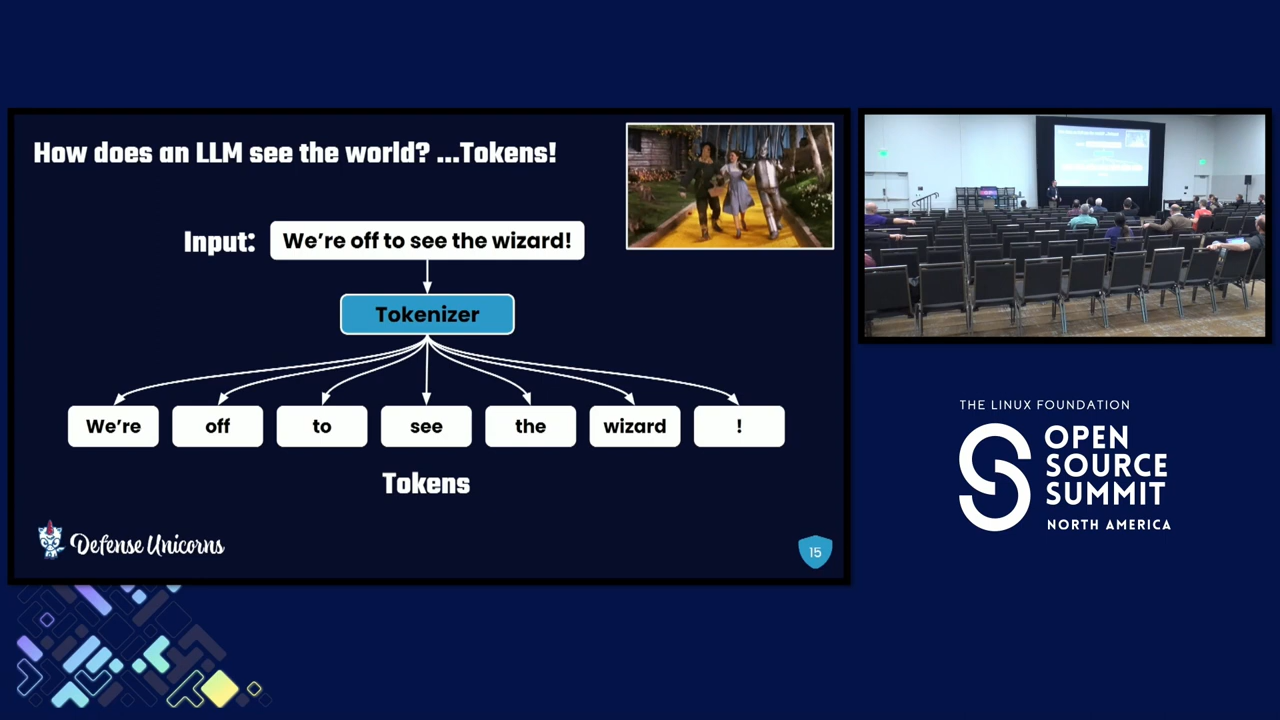 How does an LLM see the world? ...Tokens!
Input:
We're off to see the wizard!
Tokenizer
We're
off
to
see
the
wizard
!
Tokens
Defense Unicorns
15
THE LINUX FOUNDATION
OPEN
SOURCE
SUMMIT
NORTH AMERICA